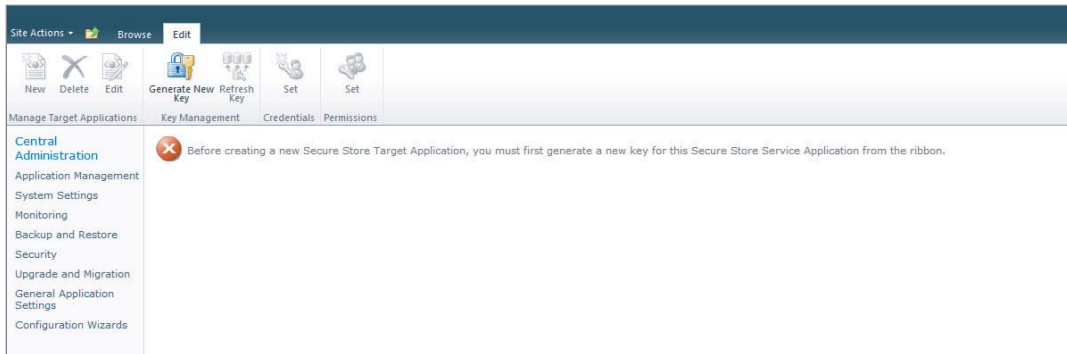 Site Actions Browse Edit
New Delete Edit Generate New Key Refresh Key Set Set
Manage Target Applications Key Management Credentials Permissions
Central
Administration
Before creating a new Secure Store Target Application, you must first generate a new key for this Secure Store Service Application from the ribbon.
Application Management
System Settings
Monitoring
Backup and Restore
Security
Upgrade and Migration
General Application
Settings
Configuration Wizards